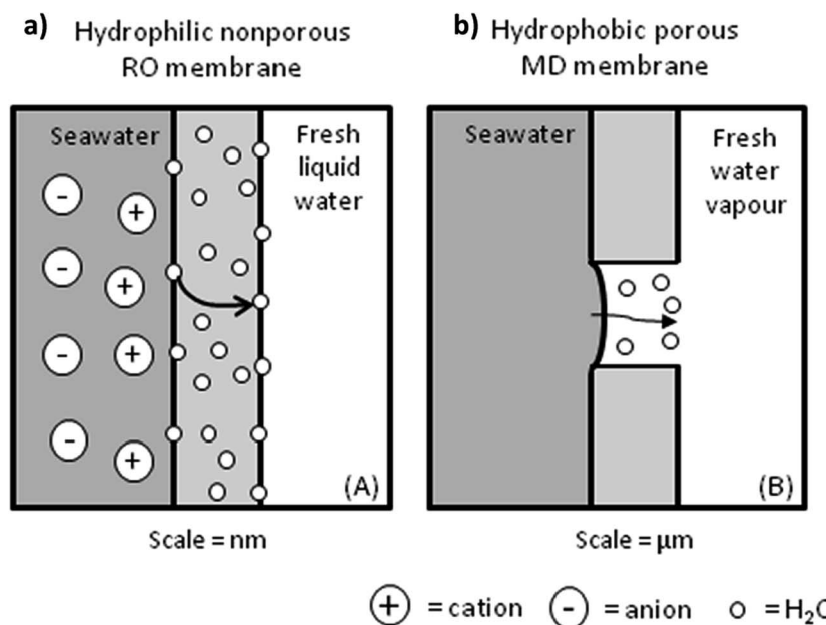 a) Hydrophilic nonporous
RO membrane
Seawater
Fresh
liquid
water
- + - + - + - +
(A)
Scale = nm
b) Hydrophobic porous
MD membrane
Seawater
Fresh
water
vapour
(B)
Scale = μm
+ = cation - = anion = H₂O